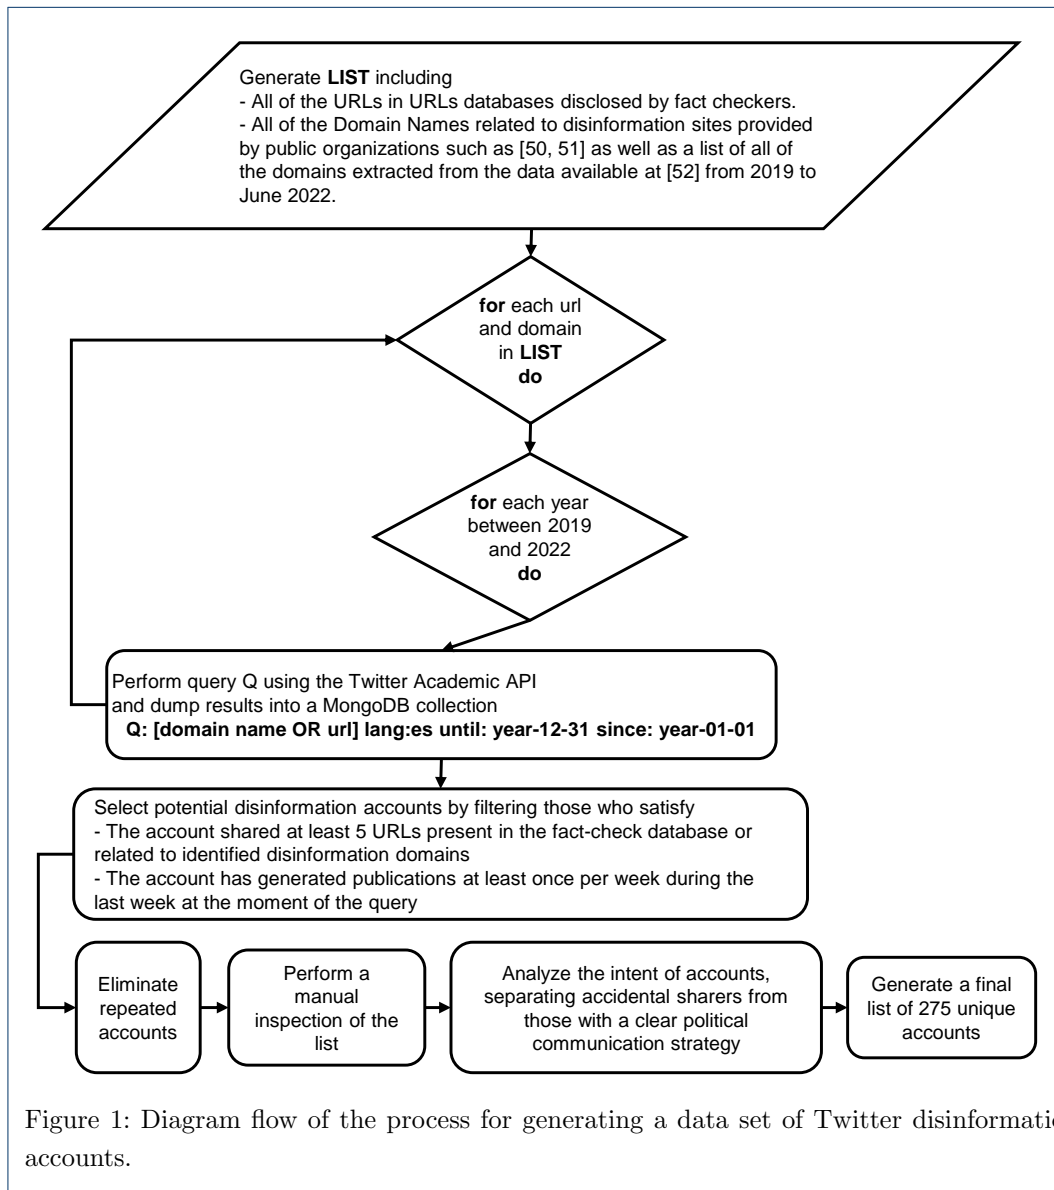 Generate LIST including
- All of the URLs in URLs databases disclosed by fact checkers.
- All of the Domain Names related to disinformation sites provided
by public organizations such as [50, 51] as well as a list of all of
the domains extracted from the data available at [52] from 2019 to
June 2022.
for each url
and domain
in LIST
do
for each year
between 2019
and 2022
do
Perform query Q using the Twitter Academic API
and dump results into a MongoDB collection
Q: [domain name OR url] lang:es until: year-12-31 since: year-01-01
Select potential disinformation accounts by filtering those who satisfy
- The account shared at least 5 URLs present in the fact-check database or
related to identified disinformation domains
- The account has generated publications at least once per week during the
last week at the moment of the query
Eliminate
repeated
accounts
Perform a
manual
inspection of the
list
Analyze the intent of accounts,
separating accidental sharers from
those with a clear political
communication strategy
Generate a final
list of 275 unique
accounts
Figure 1: Diagram flow of the process for generating a data set of Twitter disinformatio
accounts.